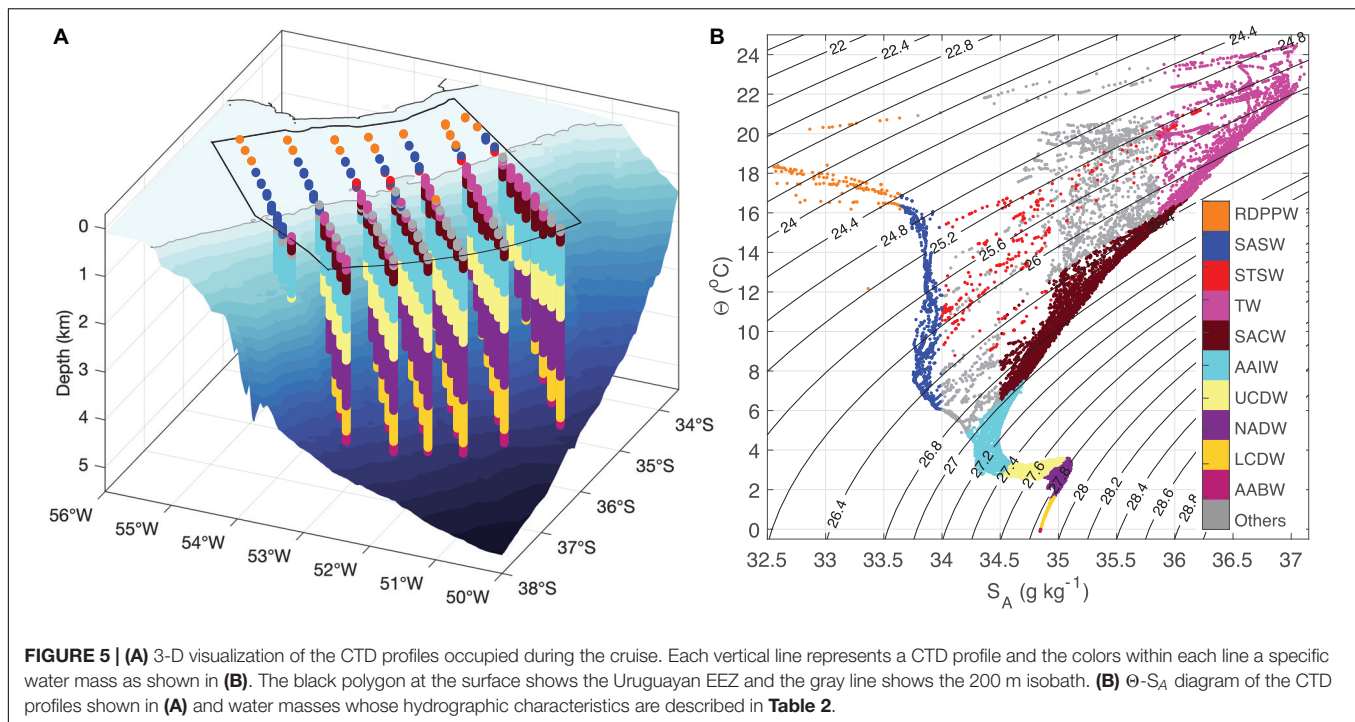 A
0
1
2
3
4
5
Depth (km)
56°W
55°W
54°W
53°W
52°W
51°W
50°W
34°S
35°S
36°S
37°S
38°S
B
24
22
20
18
16
14
12
10
8
6
4
2
0
Θ (°C)
32.5
33
33.5
34
34.5
35
35.5
36
36.5
37
S_A (g kg⁻¹)
22
22.4
22.8
24.4
24.8
24
24.4
24.8
25.2
25.6
26
26.4
26.8
27
27.2
27.4
27.6
27.8
28
28.2
28.4
28.6
28.8
RDPPW
SASW
STSW
TW
SACW
AAIW
UCDW
NADW
LCDW
AABW
Others
FIGURE 5 | (A) 3-D visualization of the CTD profiles occupied during the cruise. Each vertical line represents a CTD profile and the colors within each line a specific
water mass as shown in (B). The black polygon at the surface shows the Uruguayan EEZ and the gray line shows the 200 m isobath. (B) Θ-S_A diagram of the CTD
profiles shown in (A) and water masses whose hydrographic characteristics are described in Table 2.